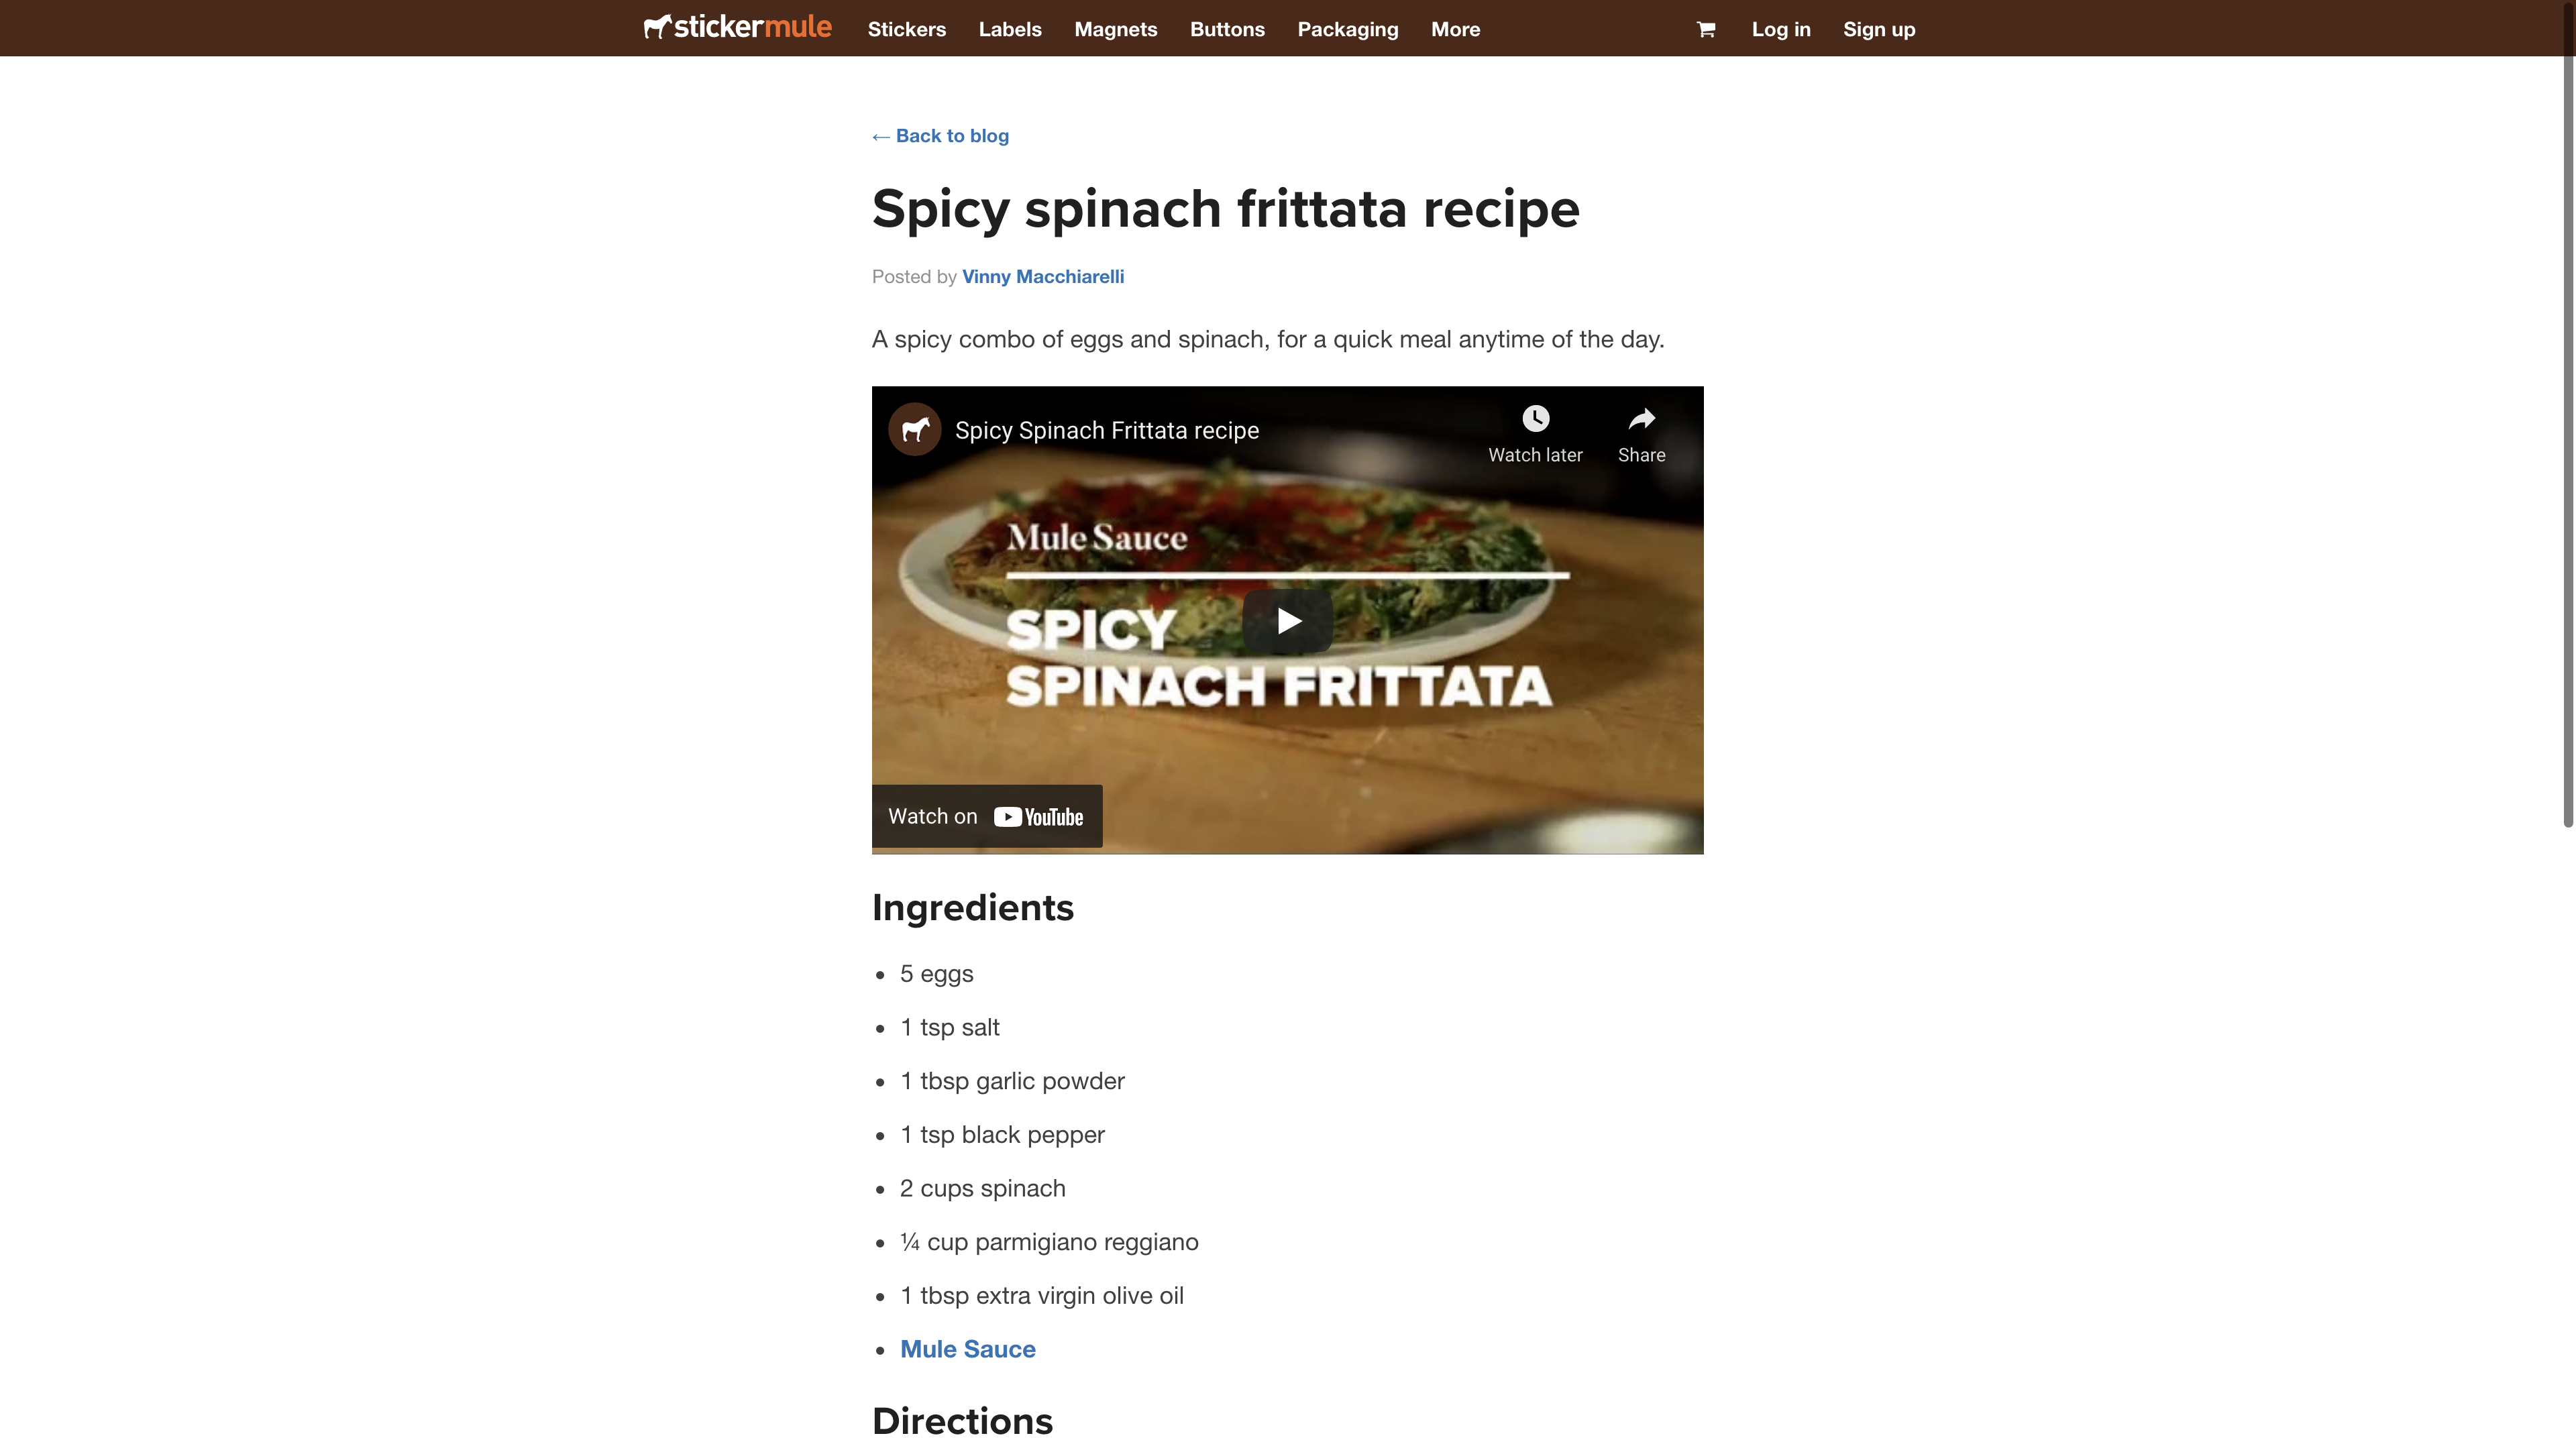 stickermule Stickers Labels Magnets Buttons Packaging More Log in Sign up
← Back to blog
Spicy spinach frittata recipe
Posted by Vinny Macchiarelli
A spicy combo of eggs and spinach, for a quick meal anytime of the day.
Spicy Spinach Frittata recipe
Watch later Share
Mule Sauce
SPICY
SPINACH FRITTATA
Watch on YouTube
Ingredients
• 5 eggs
• 1 tsp salt
• 1 tbsp garlic powder
• 1 tsp black pepper
• 2 cups spinach
• ¼ cup parmigiano reggiano
• 1 tbsp extra virgin olive oil
• Mule Sauce
Directions